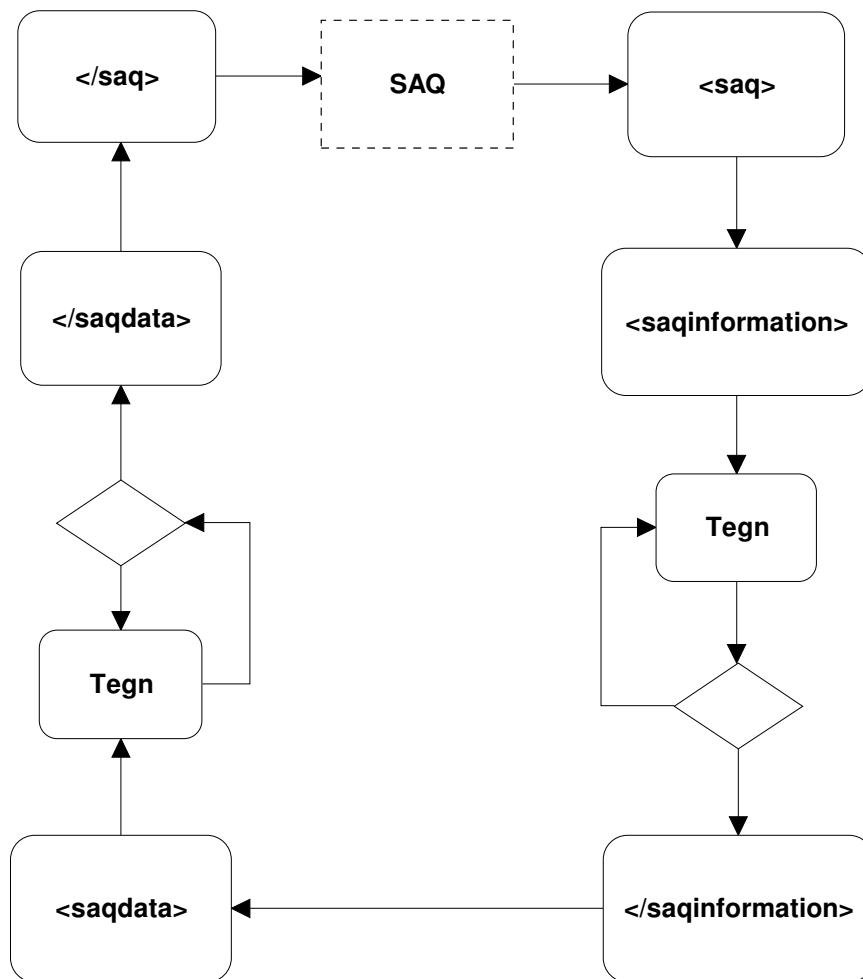 </saq>
SAQ
<saq>
</saqdata>
<saqinformation>
Tegn
Tegn
<saqdata>
</saqinformation>